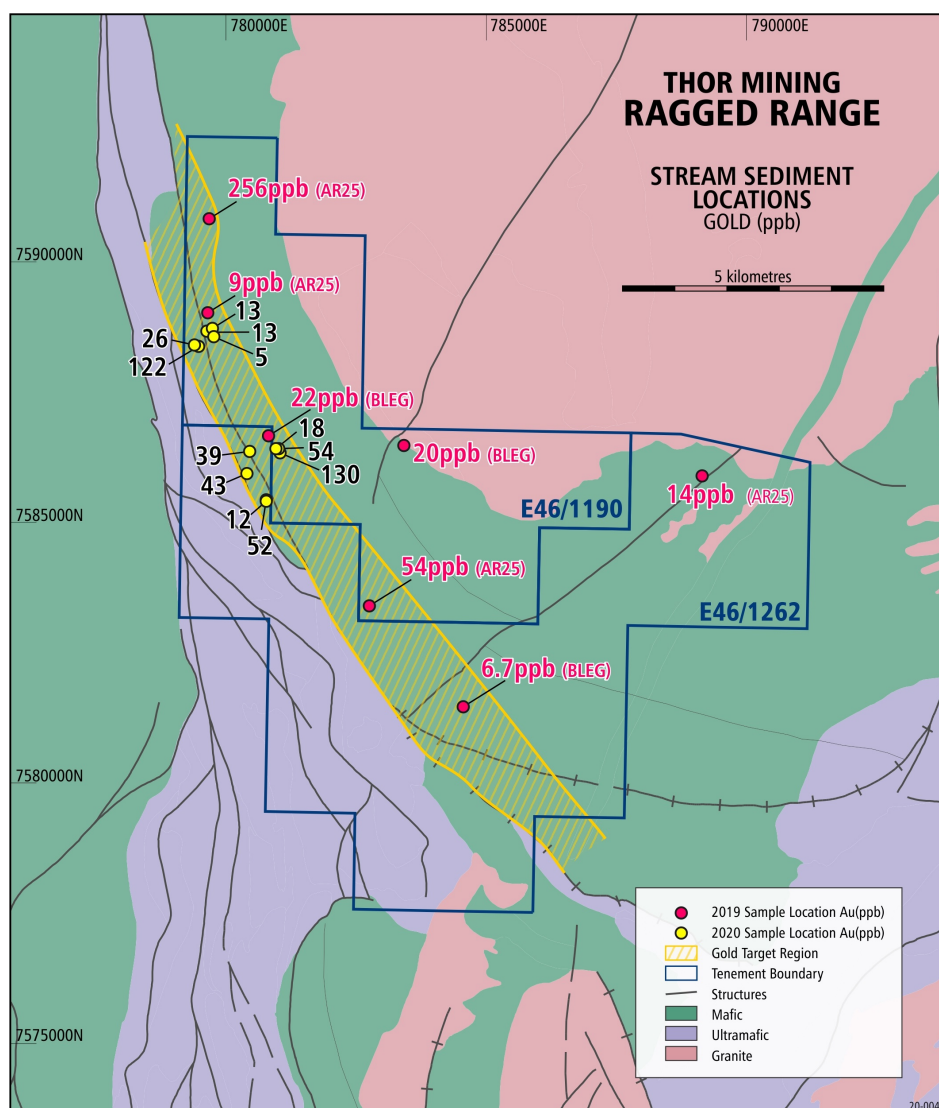 780000E
785000E
790000E
THOR MINING
RAGGED RANGE
STREAM SEDIMENT
LOCATIONS
GOLD (ppb)
5 kilometres
7590000N
7585000N
7580000N
7575000N
256ppb (AR25)
9ppb (AR25)
13
13
5
26
122
22ppb (BLEG)
18
54
130
39
43
12
52
20ppb (BLEG)
14ppb (AR25)
E46/1190
54ppb (AR25)
E46/1262
6.7ppb (BLEG)
2019 Sample Location Au(ppb)
2020 Sample Location Au(ppb)
Gold Target Region
Tenement Boundary
Structures
Mafic
Ultramafic
Granite